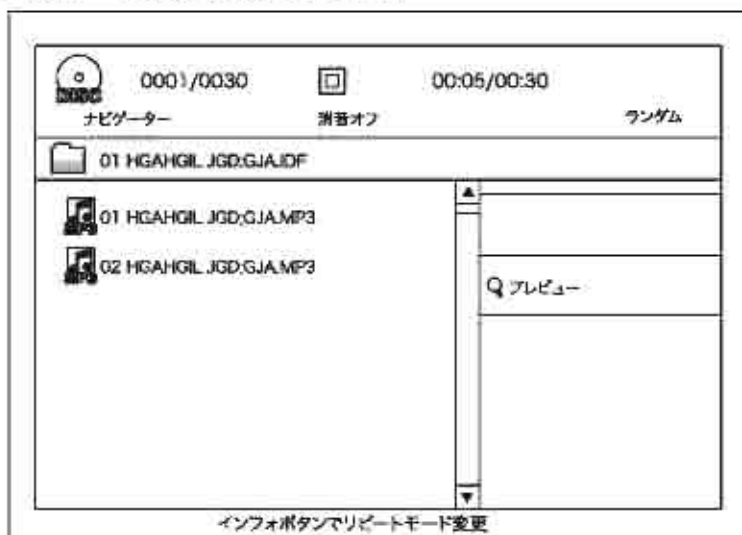 DISC
0001/0030
00:05/00:30
ナビゲーター
消音オフ
ランダム
01 HGAHGIL JGD;GJA.IDF
01 HGAHGIL JGD;GJA.MP3
02 HGAHGIL JGD;GJA.MP3
プレビュー
インフォボタンでリピートモード変更